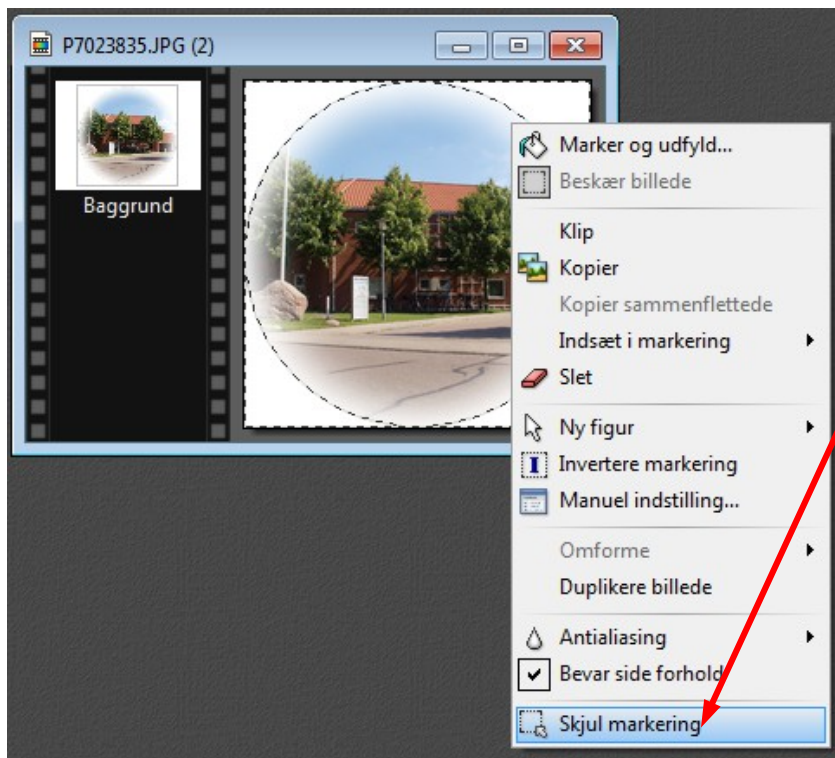 P7023835.JPG (2)
Baggrund
Marker og udfyld...
Beskær billede
Klip
Kopier
Kopier sammenflettede
Indsæt i markering
Slet
Ny figur
Invertere markering
Manuel indstilling...
Omforme
Duplikere billede
Antialiasing
Bevar side forhold
Skjul markering